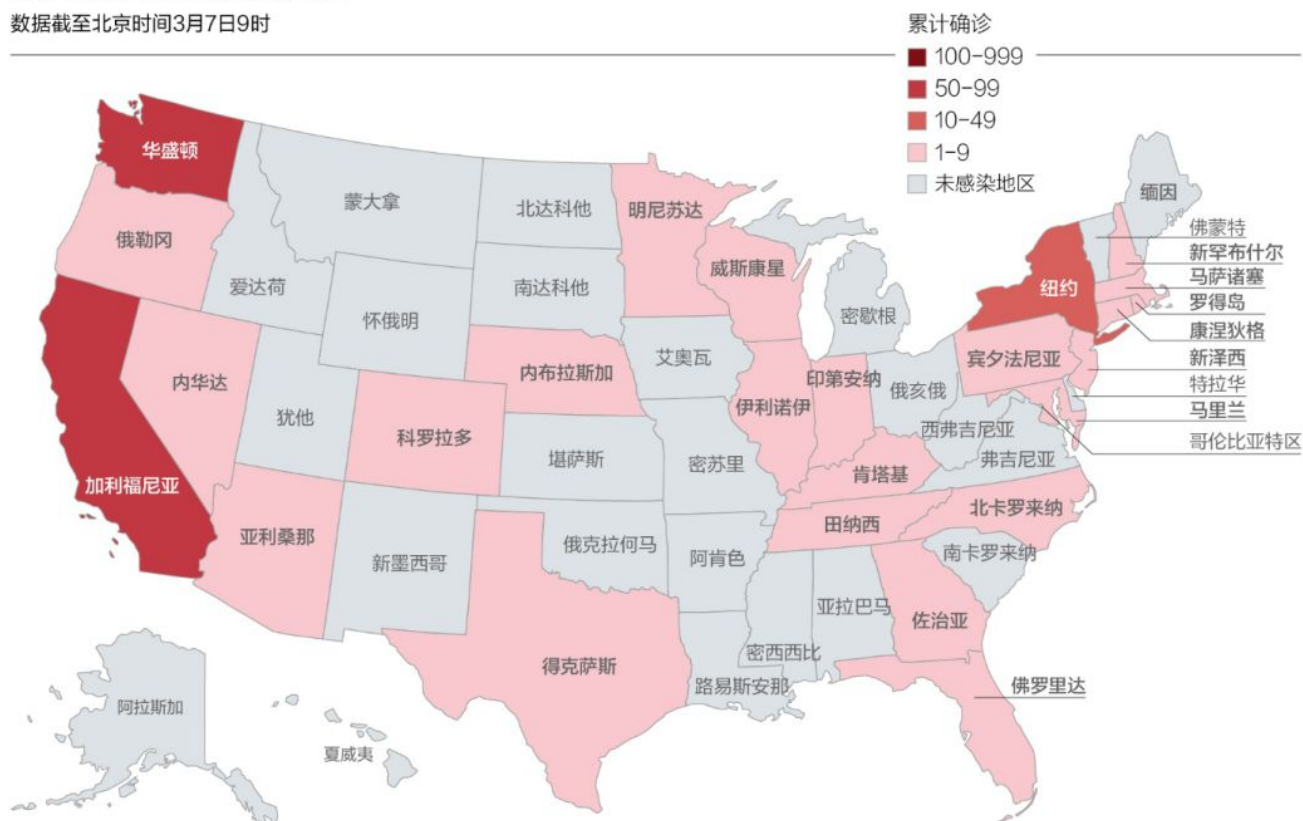 数据截至北京时间3月7日9时
累计确诊
100-999
50-99
10-49
1-9
未感染地区
华盛顿
蒙大拿
北达科他
明尼苏达
缅因
俄勒冈
爱达荷
南达科他
威斯康星
密歇根
纽约
佛蒙特
新罕布什尔
马萨诸塞
罗得岛
康涅狄格
新泽西
特拉华
马里兰
哥伦比亚特区
怀俄明
内华达
犹他
内布拉斯加
艾奥瓦
印第安纳
俄亥俄
宾夕法尼亚
伊利诺伊
科罗拉多
堪萨斯
密苏里
西弗吉尼亚
弗吉尼亚
肯塔基
加利福尼亚
亚利桑那
新墨西哥
俄克拉何马
阿肯色
田纳西
北卡罗来纳
南卡罗来纳
亚拉巴马
佐治亚
得克萨斯
密西西比
路易斯安那
佛罗里达
阿拉斯加
夏威夷